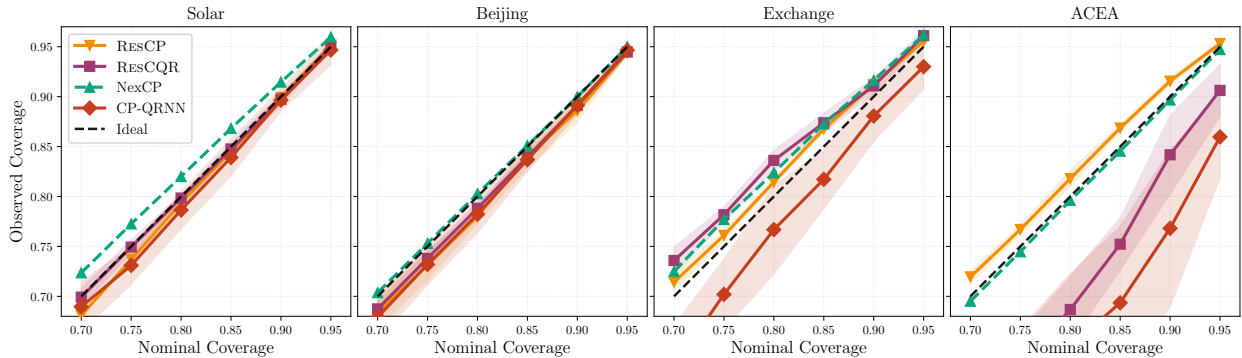 Solar
Beijing
Exchange
ACEA
Observed Coverage
0.95
0.90
0.85
0.80
0.75
0.70
RESCP
RESCQR
NexCP
CP-QRNN
Ideal
0.70 0.75 0.80 0.85 0.90 0.95
0.70 0.75 0.80 0.85 0.90 0.95
0.70 0.75 0.80 0.85 0.90 0.95
0.70 0.75 0.80 0.85 0.90 0.95
Nominal Coverage
Nominal Coverage
Nominal Coverage
Nominal Coverage